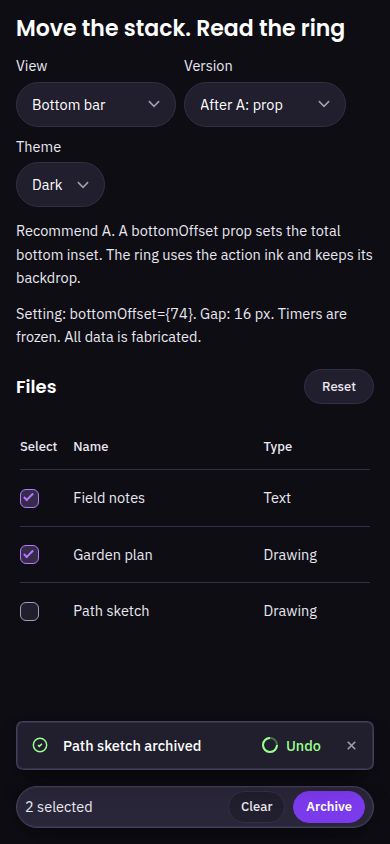 Move the stack. Read the ring
View
Version
Bottom bar
After A: prop
Theme
Dark
Recommend A. A bottomOffset prop sets the total
bottom inset. The ring uses the action ink and keeps its
backdrop.
Setting: bottomOffset={74}. Gap: 16 px. Timers are
frozen. All data is fabricated.
Files
Reset
Select Name Type
Field notes Text
Garden plan Drawing
Path sketch Drawing
Path sketch archived Undo
2 selected Clear Archive